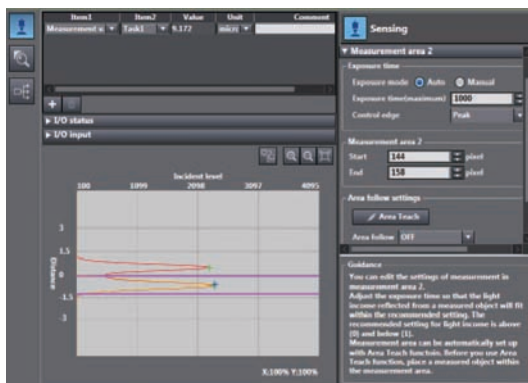 Item1 Item2 Value Unit Comment
Measurement v Task1 9.172 micr
I/O status
I/O input
Incident level
100 1099 2098 3097 4095
Distance
3
1.5
-0
-1.5
-3
X:100% Y:100%
Sensing
Measurement area 2
Exposure time
Exposure mode Auto Manual
Exposure time(maximum) 1000
Control edge Peak
Measurement area 2
Start 144 pixel
End 158 pixel
Area follow settings
Area Teach
Area follow OFF
Guidance
You can edit the settings of measurement in
measurement area 2.
Adjust the exposure time so that the light
income reflected from a measured object will fit
within the recommended setting. The
recommended setting for light income is above
(0) and below (1).
Measurement area can be automatically set up
with Area Teach functoin. Before you use Area
Teach function, place a measured object within
the measurement area.